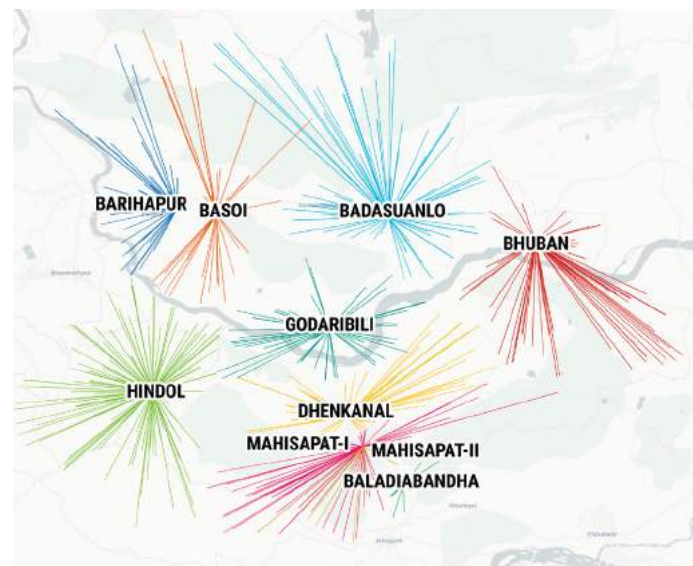 BARIHAPUR
BASOI
BADASUANLO
BHUBAN
GODARIBILI
HINDOL
DHENKANAL
MAHISAPAT-I
MAHISAPAT-II
BALADIABANDHA